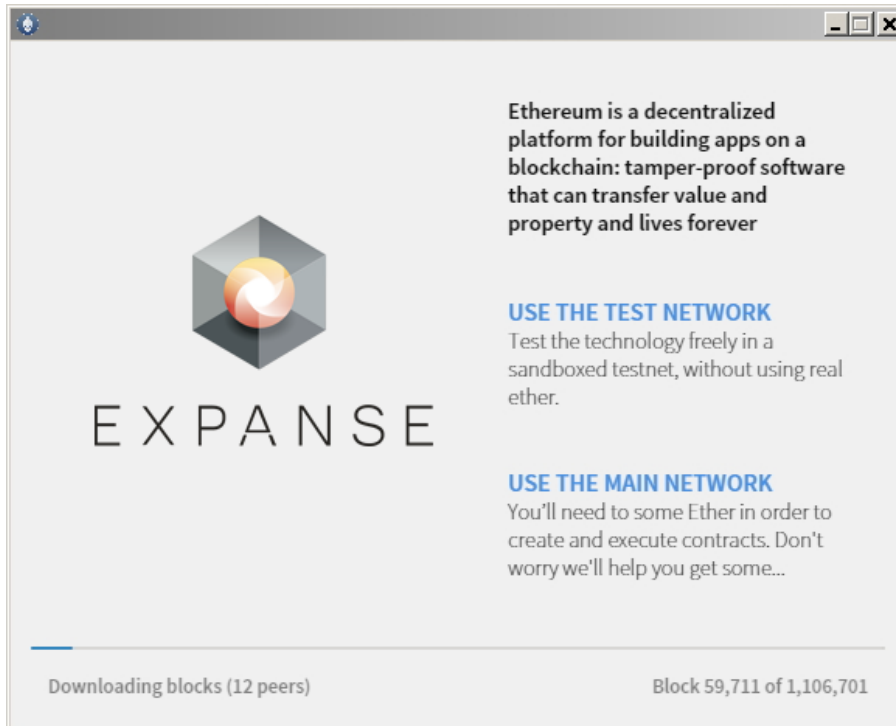 Ethereum is a decentralized
platform for building apps on a
blockchain: tamper-proof software
that can transfer value and
property and lives forever
EXPANSE
USE THE TEST NETWORK
Test the technology freely in a
sandboxed testnet, without using real
ether.
USE THE MAIN NETWORK
You'll need to some Ether in order to
create and execute contracts. Don't
worry we'll help you get some...
Downloading blocks (12 peers)
Block 59,711 of 1,106,701